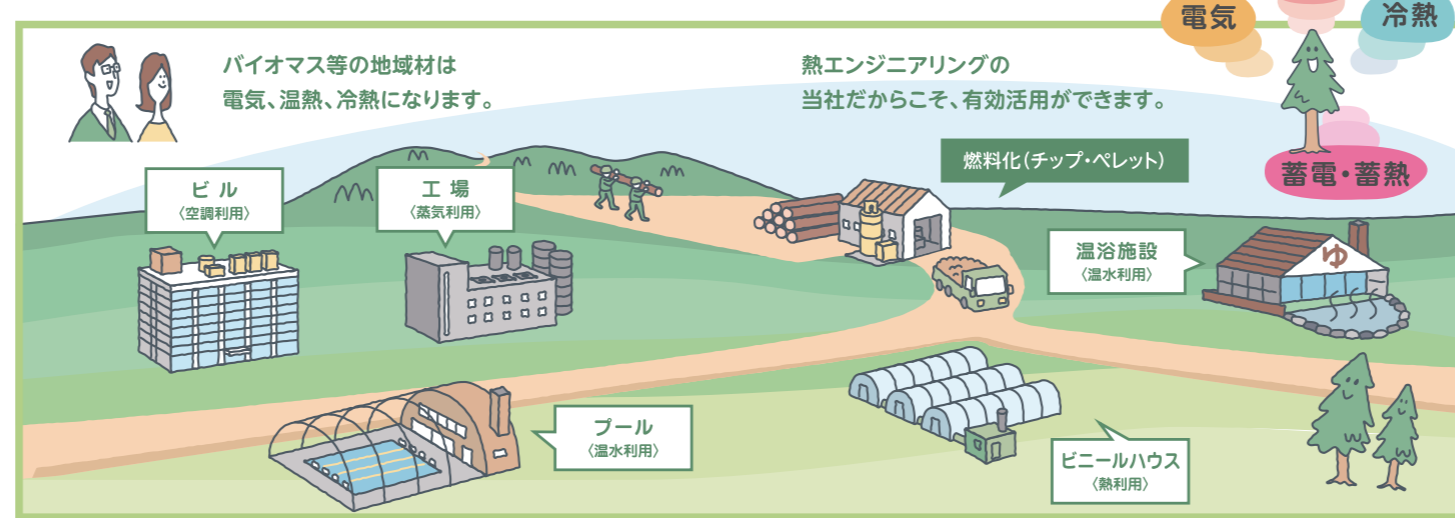 電気
冷熱
バイオマス等の地域材は
電気、温熱、冷熱になります。
熱エンジニアリングの
当社だからこそ、有効活用ができます。
燃料化（チップ・ペレット）
蓄電・蓄熱
ビル
〈空調利用〉
工場
〈蒸気利用〉
温浴施設
〈温水利用〉
ゆ
プール
〈温水利用〉
ビニールハウス
〈熱利用〉